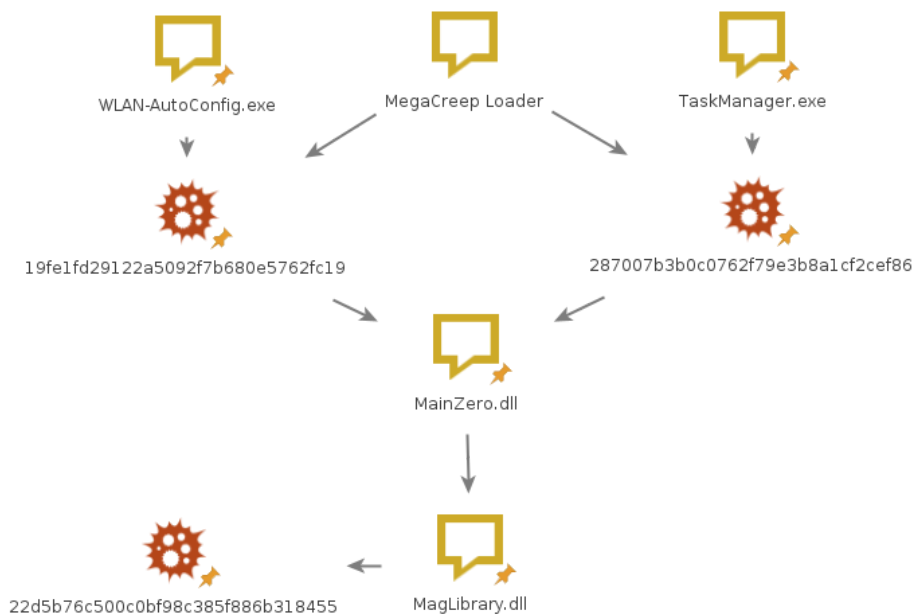 WLAN-AutoConfig.exe
MegaCreep Loader
TaskManager.exe
19fe1fd29122a5092f7b680e5762fc19
287007b3b0c0762f79e3b8a1cf2cef86
MainZero.dll
22d5b76c500c0bf98c385f886b318455
MagLibrary.dll